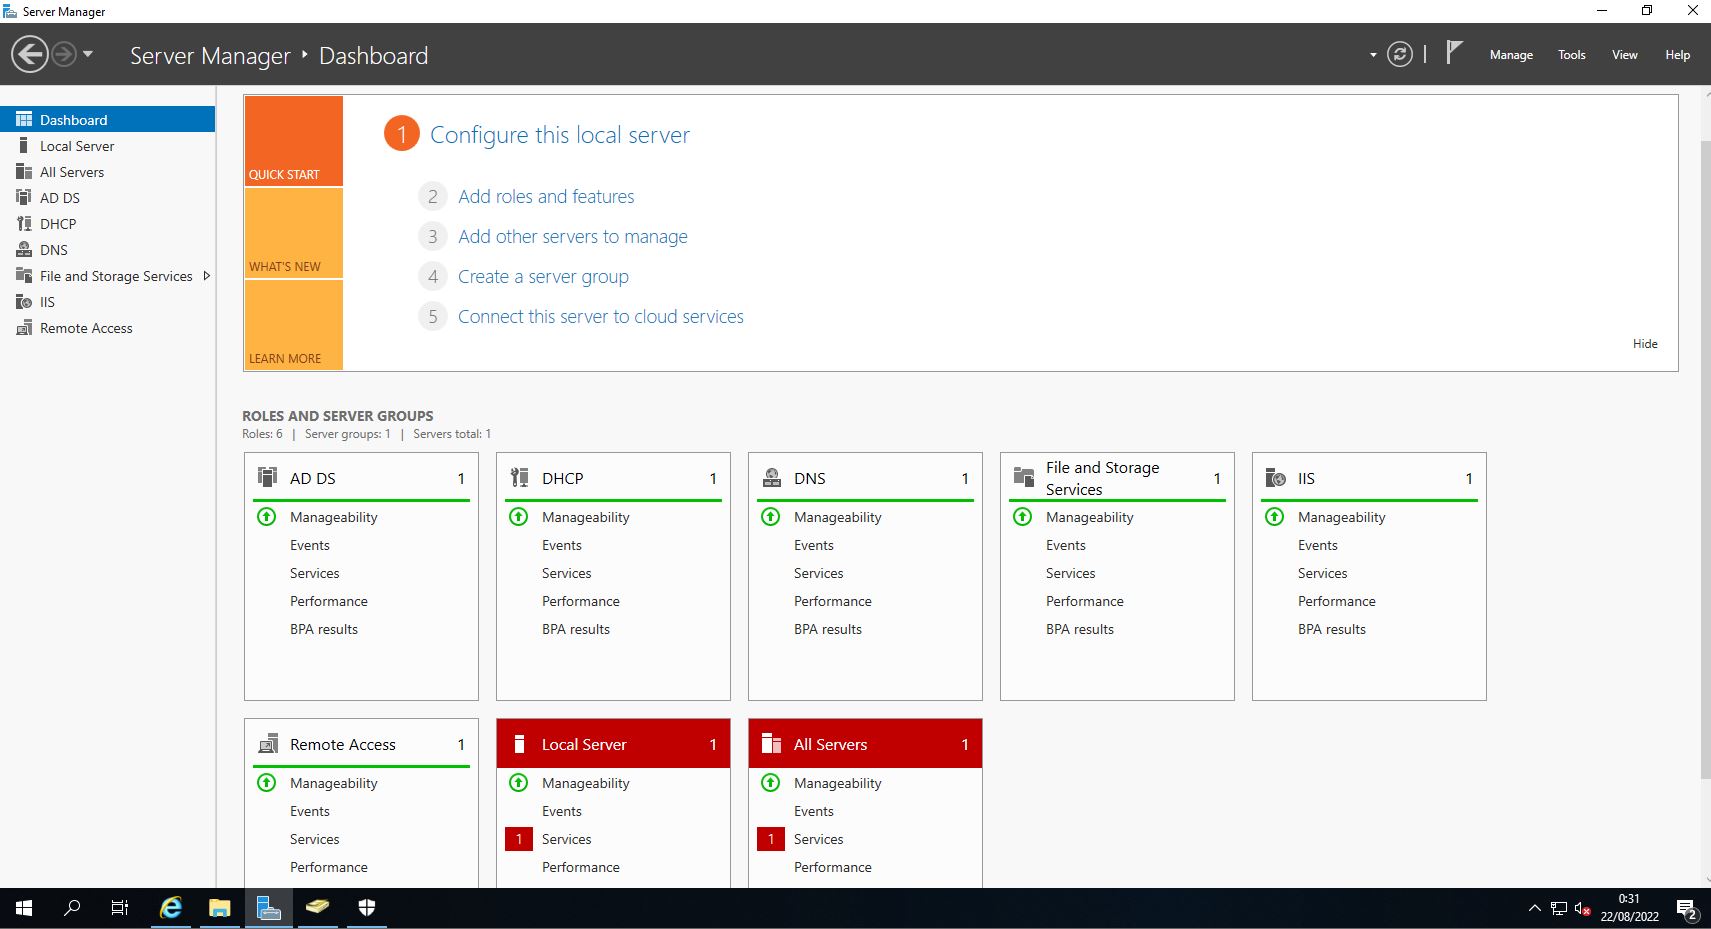 Server Manager
Server Manager ‣ Dashboard
Manage Tools View Help
Dashboard
Local Server
All Servers
AD DS
DHCP
DNS
File and Storage Services
IIS
Remote Access
QUICK START
WHAT'S NEW
LEARN MORE
1 Configure this local server
2 Add roles and features
3 Add other servers to manage
4 Create a server group
5 Connect this server to cloud services
Hide
ROLES AND SERVER GROUPS
Roles: 6 | Server groups: 1 | Servers total: 1
AD DS 1
Manageability
Events
Services
Performance
BPA results
DHCP 1
Manageability
Events
Services
Performance
BPA results
DNS 1
Manageability
Events
Services
Performance
BPA results
File and Storage
Services 1
Manageability
Events
Services
Performance
BPA results
IIS 1
Manageability
Events
Services
Performance
BPA results
Remote Access 1
Manageability
Events
Services
Performance
Local Server 1
Manageability
Events
1 Services
Performance
All Servers 1
Manageability
Events
1 Services
Performance
0:31
22/08/2022
2